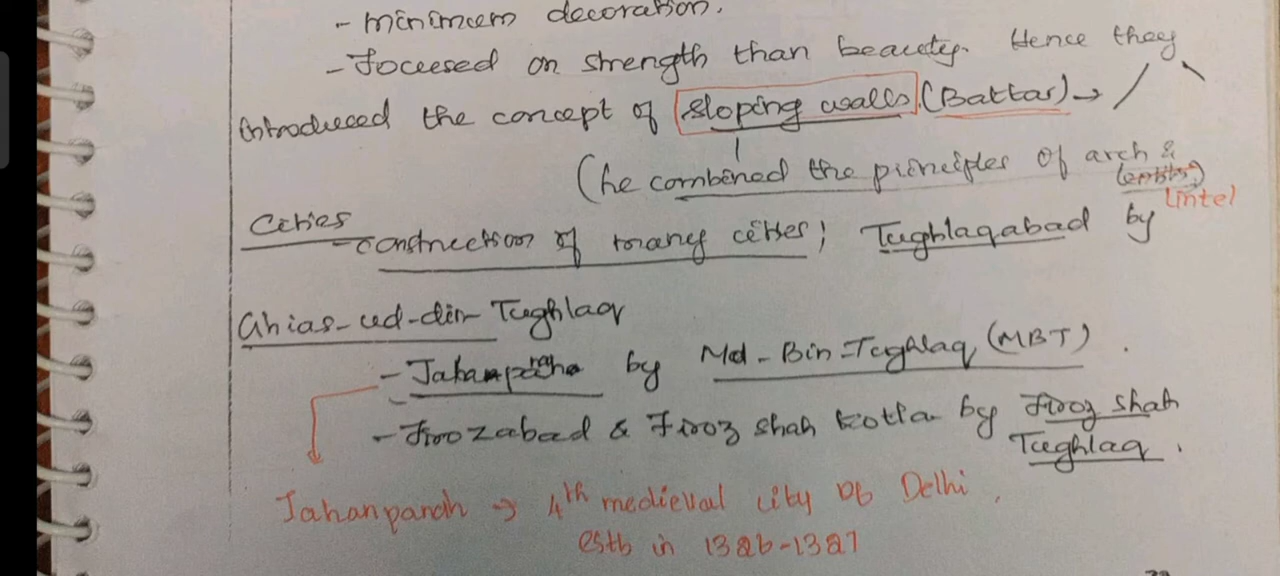 - minimum decoration.
- Focused on strength than beauty. Hence they
introduced the concept of sloping walls (Battar) →
(he combined the principles of arch &
lintel
Cities
- construction of many cities; Tughlaqabad by
Ghias-ud-din Tughlaq
- Jahanpanah by Md-Bin-Tughlaq (MBT).
- Firozabad & Firoz shah kotla by Firoz shah
Tughlaq.
Jahanpanah → 4th medieval city of Delhi,
estb in 1326-1327